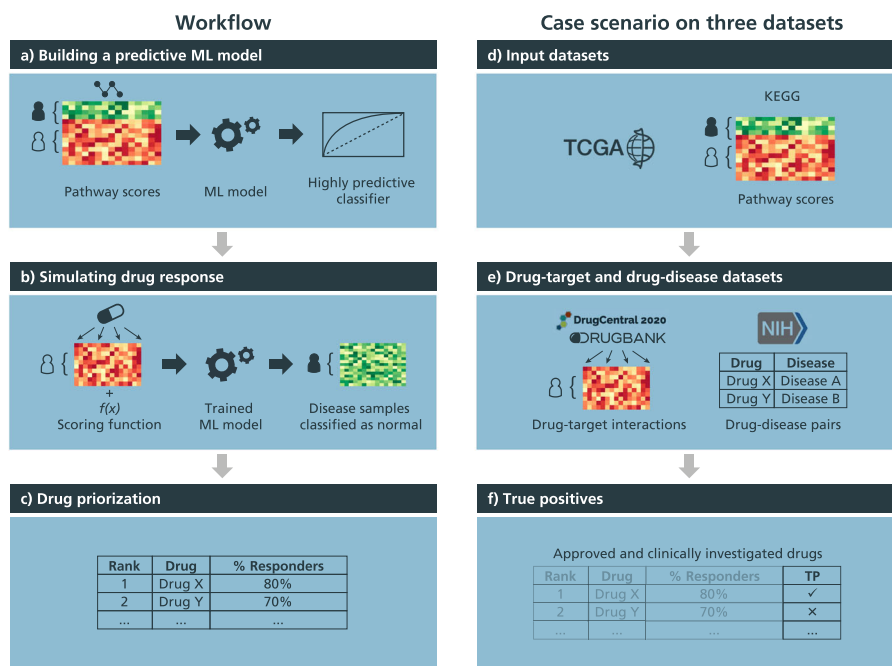 Workflow
a) Building a predictive ML model
Pathway scores
ML model
Highly predictive
classifier
b) Simulating drug response
+
f(x)
Scoring function
Trained
ML model
Disease samples
classified as normal
c) Drug priorization
Rank Drug % Responders
1 Drug X 80%
2 Drug Y 70%
... ... ...
Case scenario on three datasets
d) Input datasets
TCGA
KEGG
Pathway scores
e) Drug-target and drug-disease datasets
DrugCentral 2020
DRUGBANK
Drug-target interactions
NIH
Drug Disease
Drug X Disease A
Drug Y Disease B
Drug-disease pairs
f) True positives
Approved and clinically investigated drugs
Rank Drug % Responders TP
1 Drug X 80% ✓
2 Drug Y 70% ✕
... ... ... ...